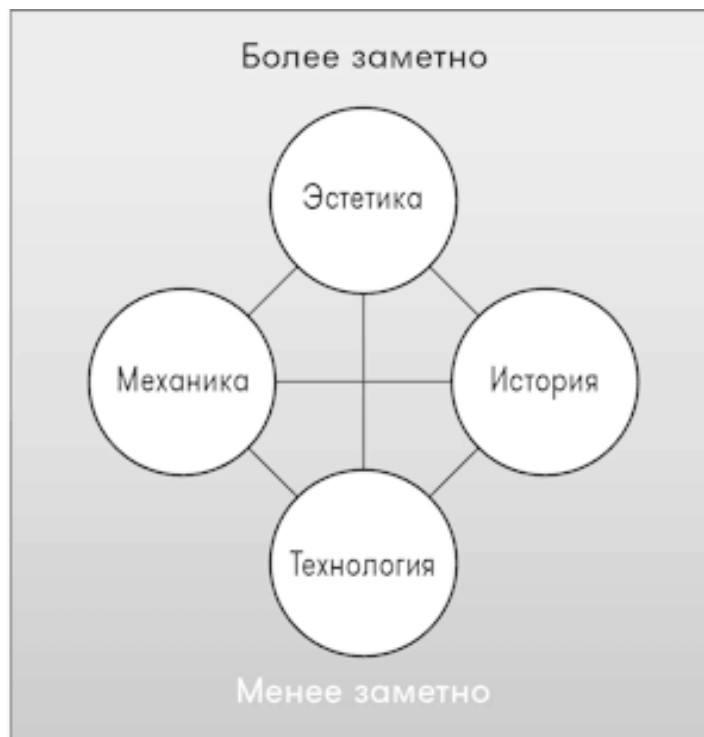 Более заметно
Эстетика
Механика
История
Технология
Менее заметно